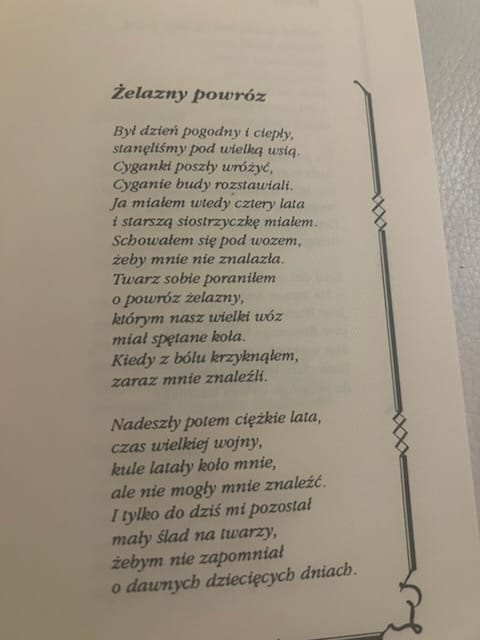 Żelazny powróz
Był dzień pogodny i ciepły,
stanęliśmy pod wielką wsią.
Cyganki poszły wróżyć,
Cyganie budy rozstawiali.
Ja miałem wtedy cztery lata
i starszą siostrzyczkę miałem.
Schowałem się pod wozem,
żeby mnie nie znalazła.
Twarz sobie poraniłem
o powróz żelazny,
którym nasz wielki wóz
miał spętane koła.
Kiedy z bólu krzyknąłem,
zaraz mnie znaleźli.
Nadeszły potem ciężkie lata,
czas wielkiej wojny,
kule latały koło mnie,
ale nie mogły mnie znaleźć.
I tylko do dziś mi pozostał
mały ślad na twarzy,
żebym nie zapomniał
o dawnych dziecięcych dniach.